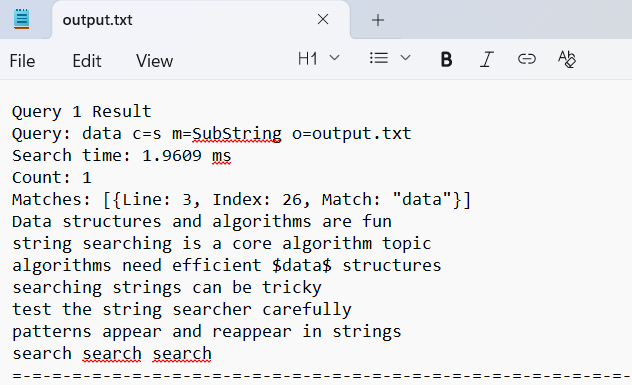 output.txt
File Edit View H1 B I
Query 1 Result
Query: data c=s m=SubString o=output.txt
Search time: 1.9609 ms
Count: 1
Matches: [{Line: 3, Index: 26, Match: "data"}]
Data structures and algorithms are fun
string searching is a core algorithm topic
algorithms need efficient $data$ structures
searching strings can be tricky
test the string searcher carefully
patterns appear and reappear in strings
search search search
=-=-=-=-=-=-=-=-=-=-=-=-=-=-=-=-=-=-=-=-=-=-=-=-=-=-=-